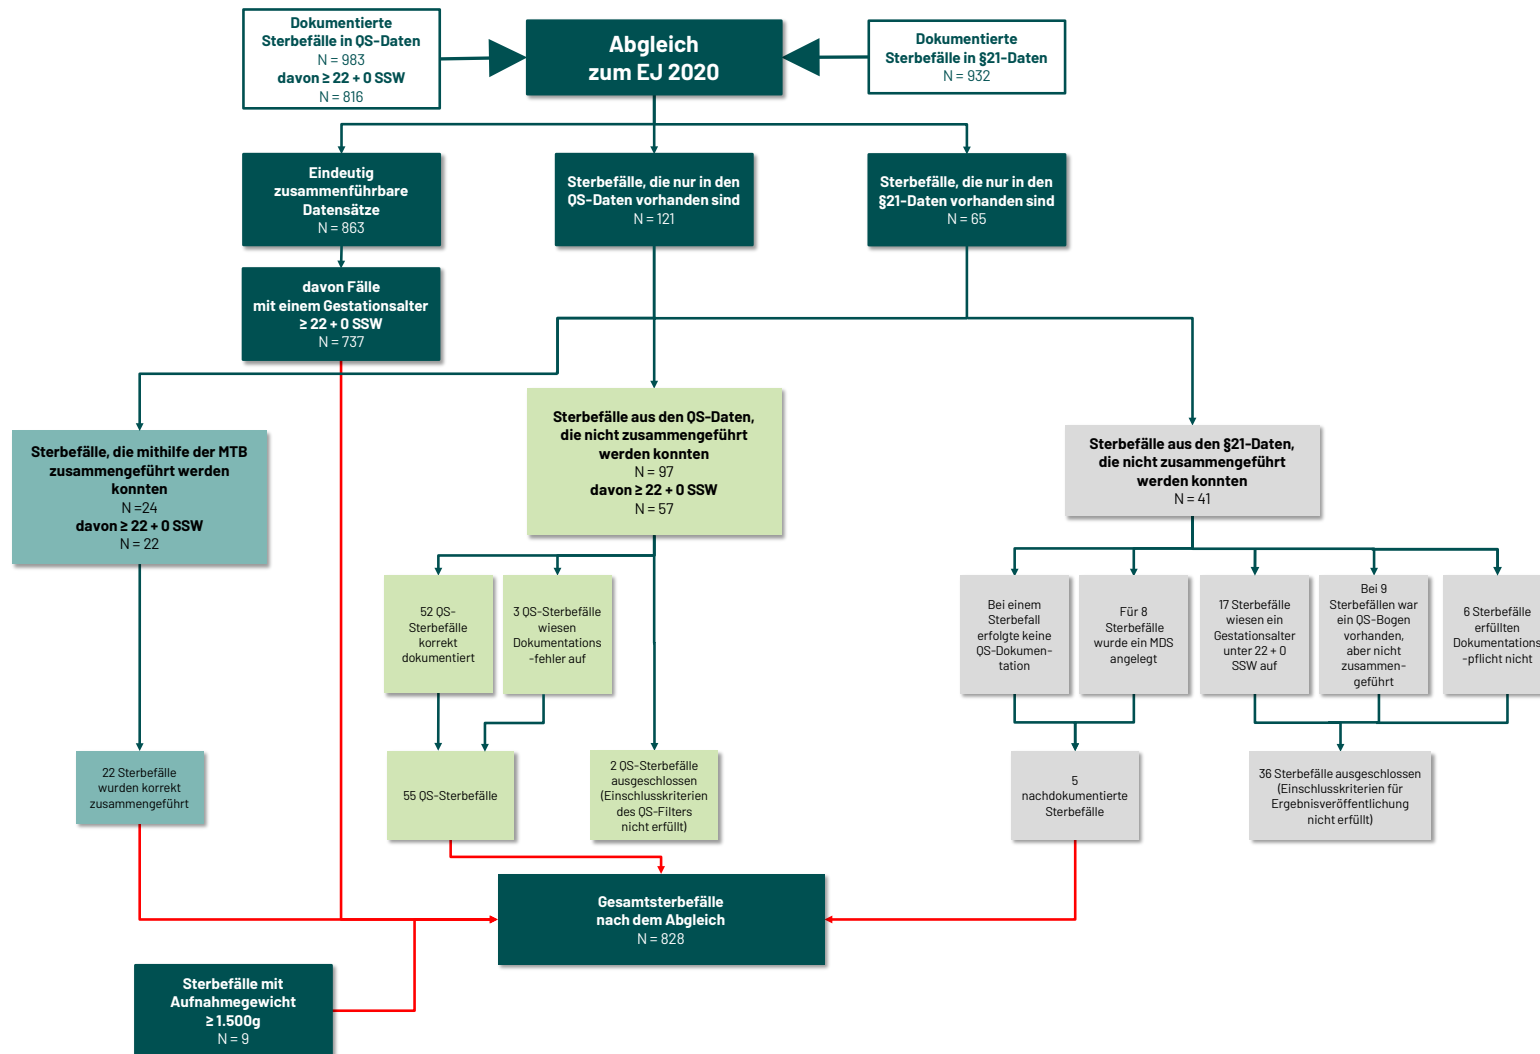 Dokumentierte
Sterbefälle in QS-Daten
N = 983
davon ≥ 22 + 0 SSW
N = 816
Abgleich
zum EJ 2020
Dokumentierte
Sterbefälle in §21-Daten
N = 932
Eindeutig
zusammenführbare
Datensätze
N = 863
Sterbefälle, die nur in den
QS-Daten vorhanden sind
N = 121
Sterbefälle, die nur in den
§21-Daten vorhanden sind
N = 65
davon Fälle
mit einem Gestationsalter
≥ 22 + 0 SSW
N = 737
Sterbefälle, die mithilfe der MTB
zusammengeführt werden
konnten
N =24
davon ≥ 22 + 0 SSW
N = 22
Sterbefälle aus den QS-Daten,
die nicht zusammengeführt
werden konnten
N = 97
davon ≥ 22 + 0 SSW
N = 57
Sterbefälle aus den §21-Daten,
die nicht zusammengeführt
werden konnten
N = 41
52 QS-
Sterbefälle
korrekt
dokumentiert
3 QS-Sterbefälle
wiesen
Dokumentations
-fehler auf
Bei einem
Sterbefall
erfolgte keine
QS-Dokumen-
tation
Für 8
Sterbefälle
wurde ein MDS
angelegt
17 Sterbefälle
wiesen ein
Gestationsalter
unter 22 + 0
SSW auf
Bei 9
Sterbefällen war
ein QS-Bogen
vorhanden,
aber nicht
zusammen-
geführt
6 Sterbefälle
erfüllten
Dokumentations
-pflicht nicht
22 Sterbefälle
wurden korrekt
zusammengeführt
55 QS-Sterbefälle
2 QS-Sterbefälle
ausgeschlossen
(Einschlusskriterien
des QS-Filters
nicht erfüllt)
5
nachdokumentierte
Sterbefälle
36 Sterbefälle ausgeschlossen
(Einschlusskriterien für
Ergebnisveröffentlichung
nicht erfüllt)
Gesamtsterbefälle
nach dem Abgleich
N = 828
Sterbefälle mit
Aufnahmegewicht
≥ 1.500g
N = 9